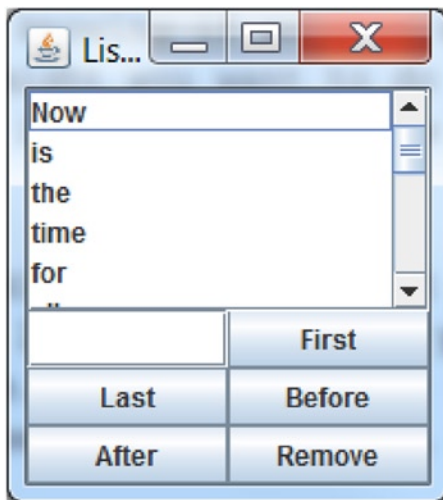 Lis...
Now
is
the
time
for
First
Last Before
After Remove